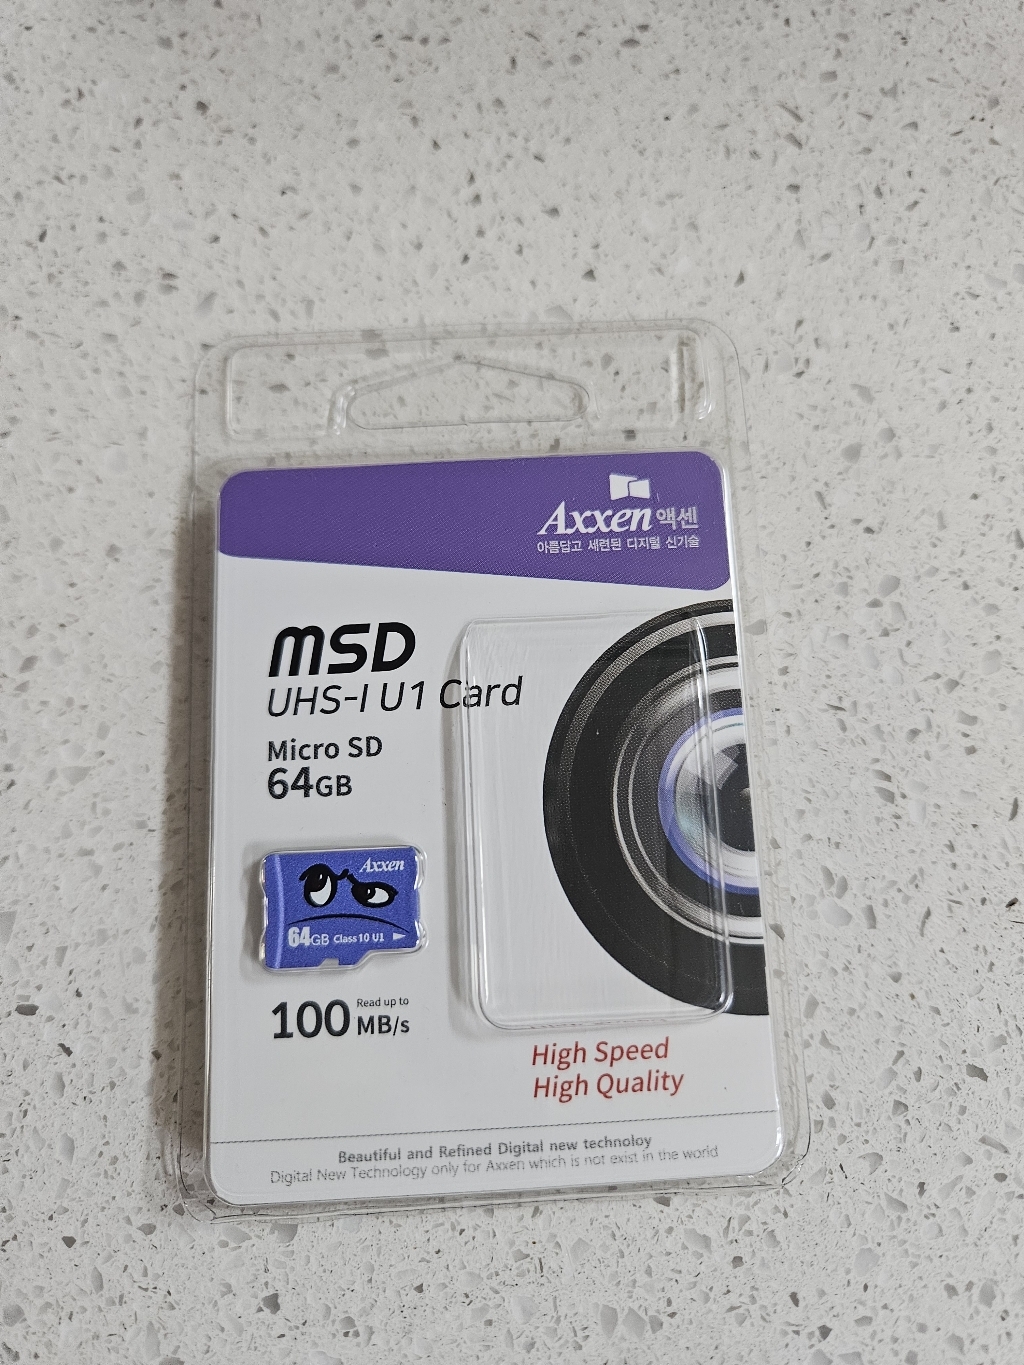 Axxen 액센
아름답고 세련된 디지털 신기술
MSD
UHS-I U1 Card
Micro SD
64GB
Axxen
64GB Class10 U1
100 Read up to
MB/s
High Speed
High Quality
Beautiful and Refined Digital new technoloy
Digital New Technology only for Axxen which is not exist in the world